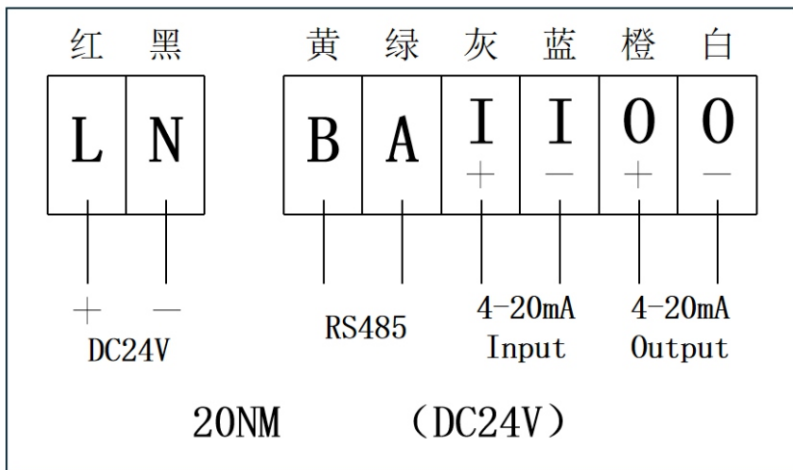 红 黑 黄 绿 灰 蓝 橙 白
L N B A I I O O
+ - + -
+ -
DC24V RS485 4-20mA 4-20mA
Input Output
20NM （DC24V）